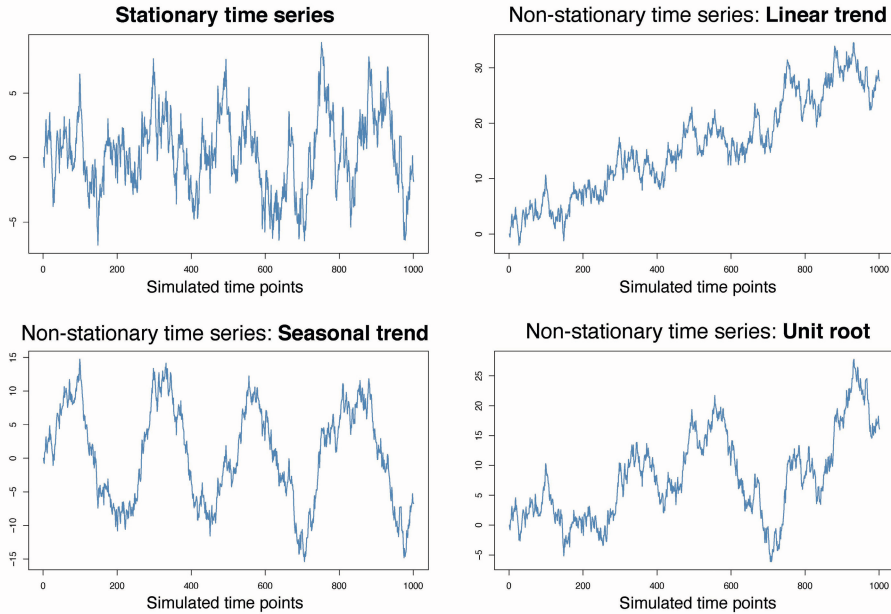 Stationary time series
5
0
−5
0 200 400 600 800 1000
Simulated time points
Non-stationary time series: Linear trend
30
20
10
0
0 200 400 600 800 1000
Simulated time points
Non-stationary time series: Seasonal trend
15
10
5
0
−5
−10
−15
0 200 400 600 800 1000
Simulated time points
Non-stationary time series: Unit root
25
20
15
10
5
0
−5
0 200 400 600 800 1000
Simulated time points